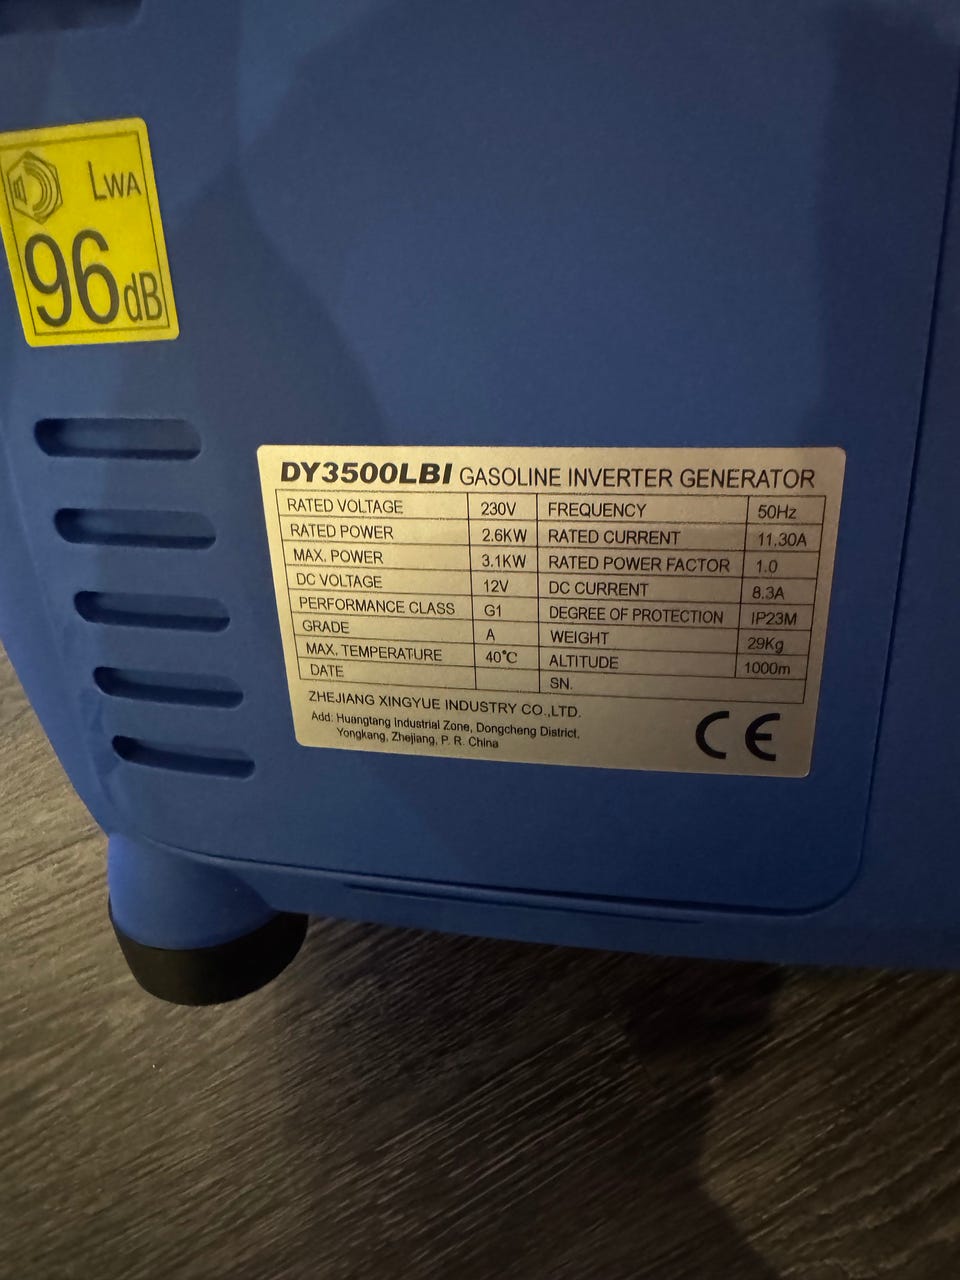 LWA
96dB
DY3500LBI GASOLINE INVERTER GENERATOR
RATED VOLTAGE 230V FREQUENCY 50Hz
RATED POWER 2.6KW RATED CURRENT 11.30A
MAX. POWER 3.1KW RATED POWER FACTOR 1.0
DC VOLTAGE 12V DC CURRENT 8.3A
PERFORMANCE CLASS G1 DEGREE OF PROTECTION IP23M
GRADE A WEIGHT 29Kg
MAX. TEMPERATURE 40℃ ALTITUDE 1000m
DATE SN.
ZHEJIANG XINGYUE INDUSTRY CO.,LTD.
Add: Huangtang Industrial Zone, Dongcheng District,
Yongkang, Zhejiang, P. R. China
CE